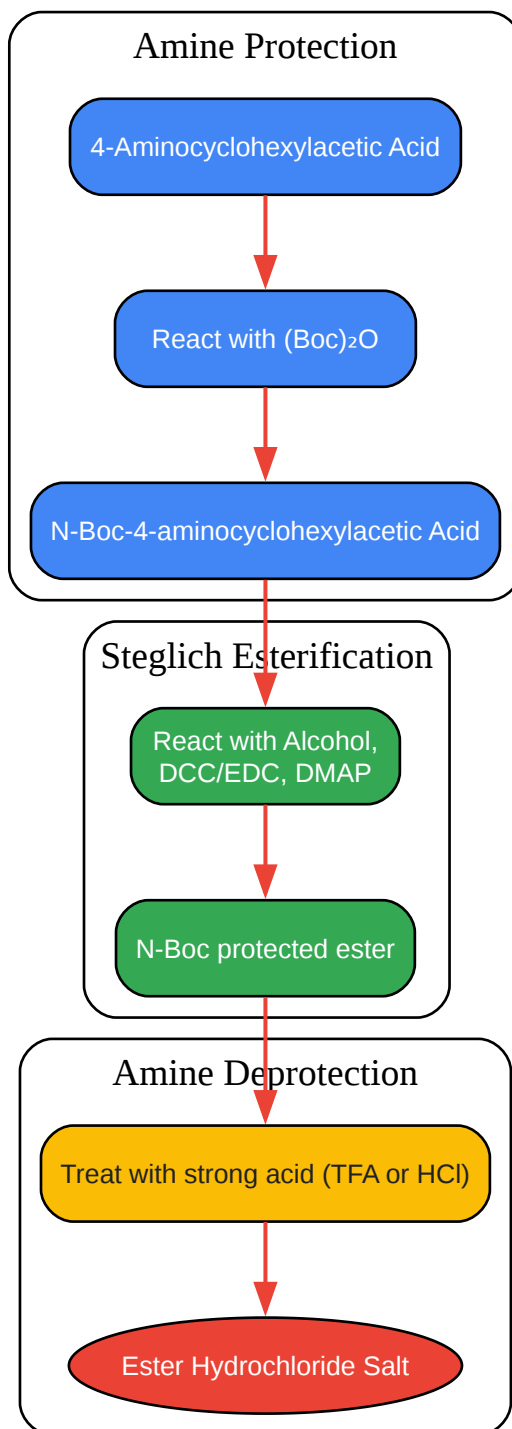 Amine Protection
4-Aminocyclohexylacetic Acid
React with (Boc)₂O
N-Boc-4-aminocyclohexylacetic Acid
Steglich Esterification
React with Alcohol,
DCC/EDC, DMAP
N-Boc protected ester
Amine Deprotection
Treat with strong acid (TFA or HCl)
Ester Hydrochloride Salt